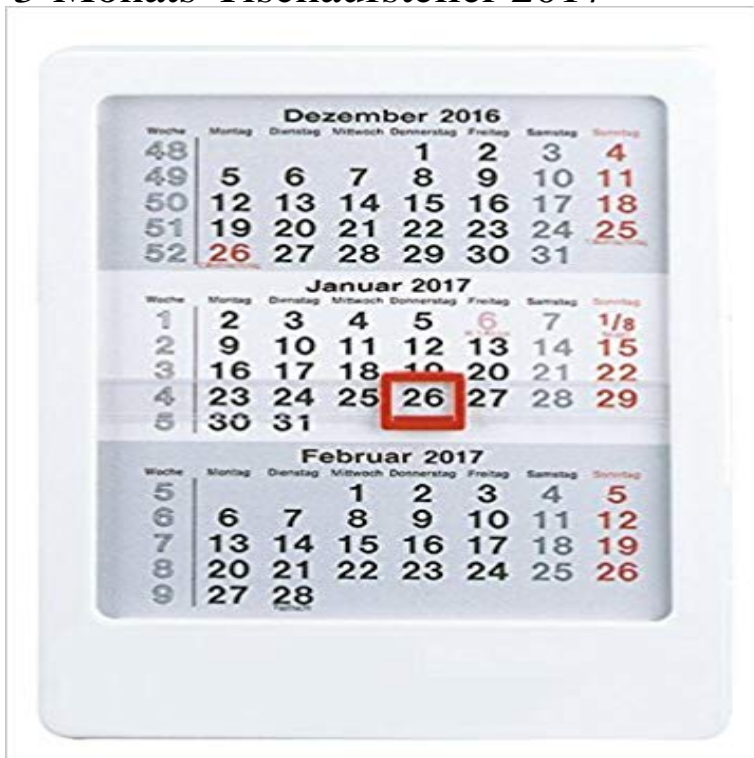 3-Monats-Tischaufsteller 2017
Dezember 2016
Woche Montag Dienstag Mittwoch Donnerstag Freitag Samstag Sonntag
48 1 2 3 4
49 5 6 7 8 9 10 11
50 12 13 14 15 16 17 18
51 19 20 21 22 23 24 25
52 26 27 28 29 30 31
Januar 2017
Woche Montag Dienstag Mittwoch Donnerstag Freitag Samstag Sonntag
1 2 3 4 5 6 7 1/8
2 9 10 11 12 13 14 15
3 16 17 18 19 20 21 22
4 23 24 25 26 27 28 29
5 30 31
Februar 2017
Woche Montag Dienstag Mittwoch Donnerstag Freitag Samstag Sonntag
5 1 2 3 4 5
6 6 7 8 9 10 11 12
7 13 14 15 16 17 18 19
8 20 21 22 23 24 25 26
9 27 28